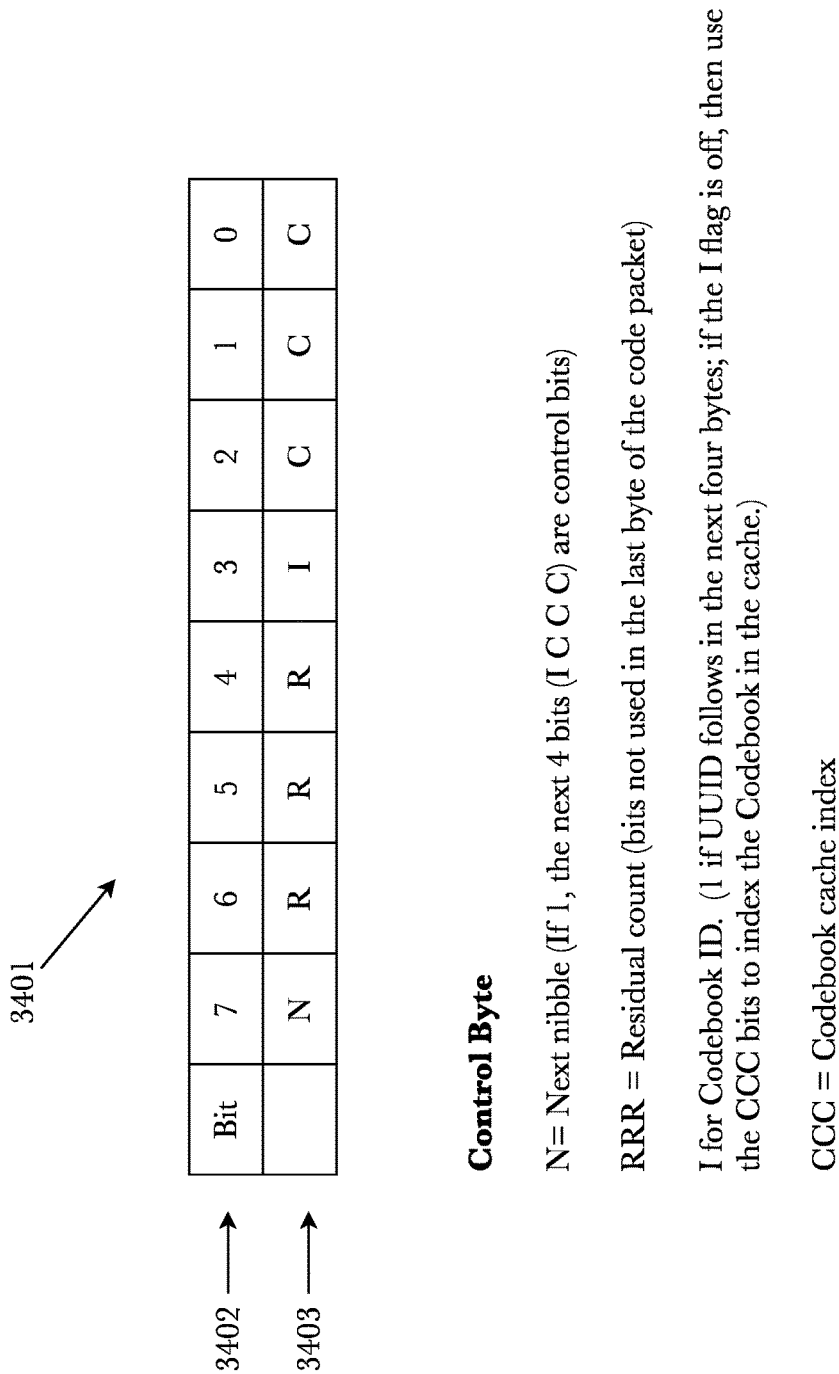 3401
3402
Bit 7 6 5 4 3 2 1 0
3403
N R R R I C C C
Control Byte
N= Next nibble (If 1, the next 4 bits (I C C C) are control bits)
RRR = Residual count (bits not used in the last byte of the code packet)
I for Codebook ID. (1 if UUID follows in the next four bytes; if the I flag is off, then use
the CCC bits to index the Codebook in the cache.)
CCC = Codebook cache index